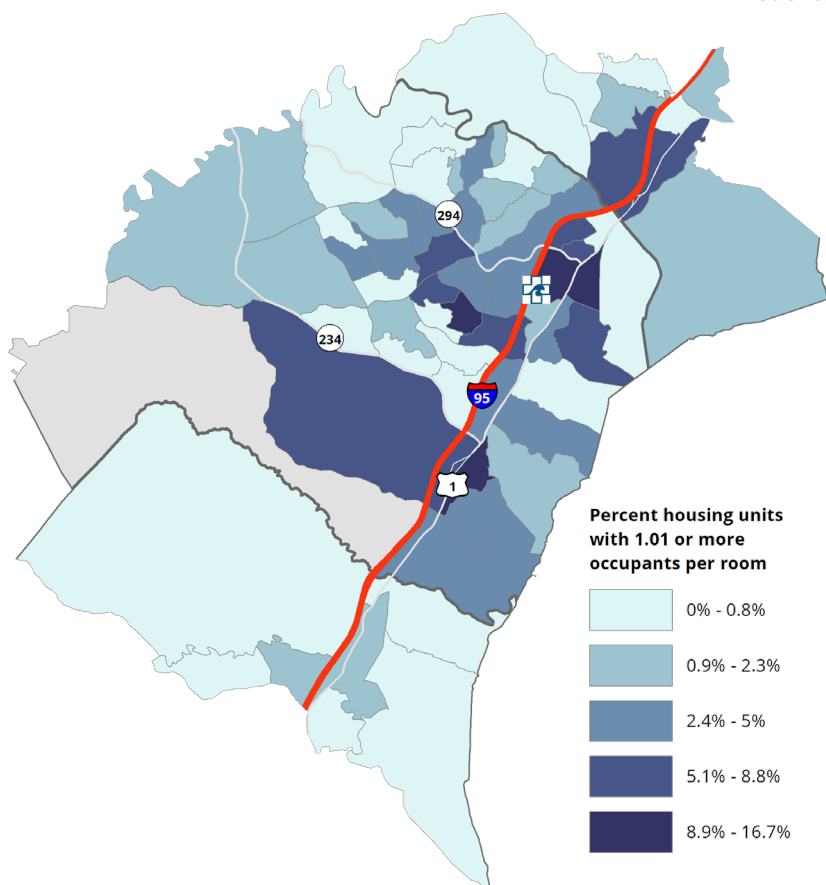 294
234
95
1
Percent housing units
with 1.01 or more
occupants per room
0% - 0.8%
0.9% - 2.3%
2.4% - 5%
5.1% - 8.8%
8.9% - 16.7%